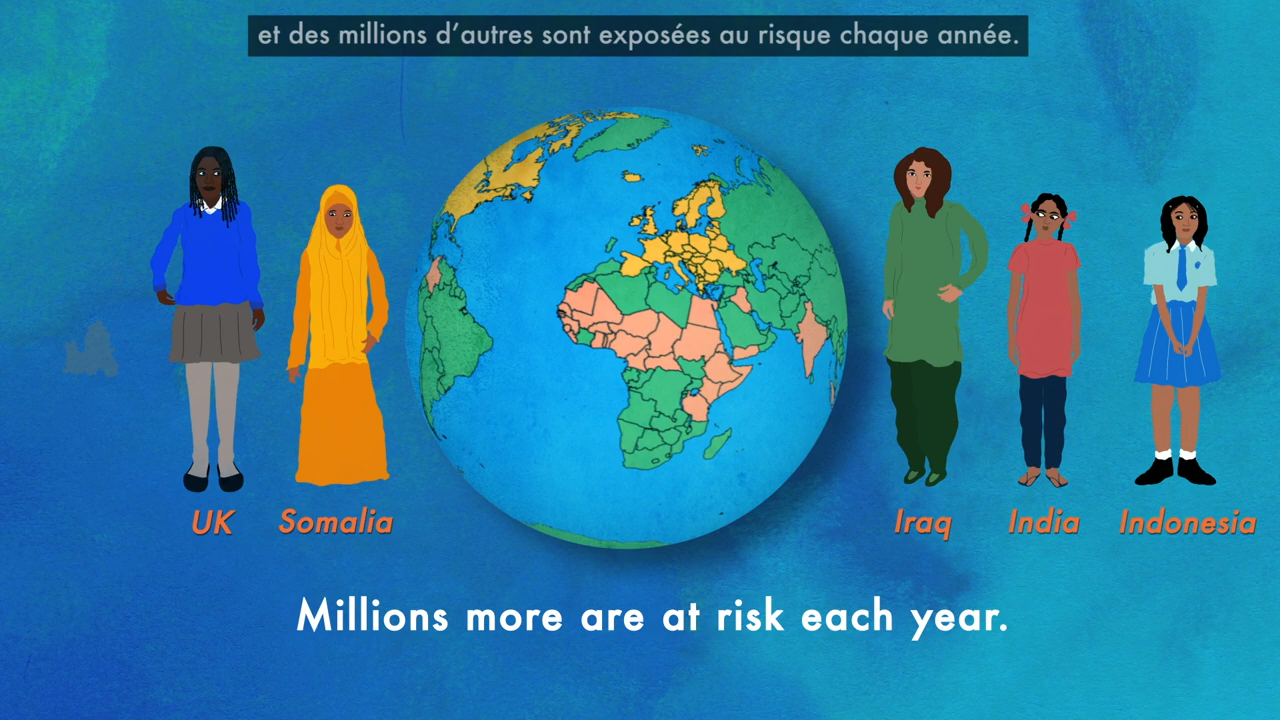 et des millions d’autres sont exposées au risque chaque année.
UK
Somalia
Iraq
India
Indonesia
Millions more are at risk each year.